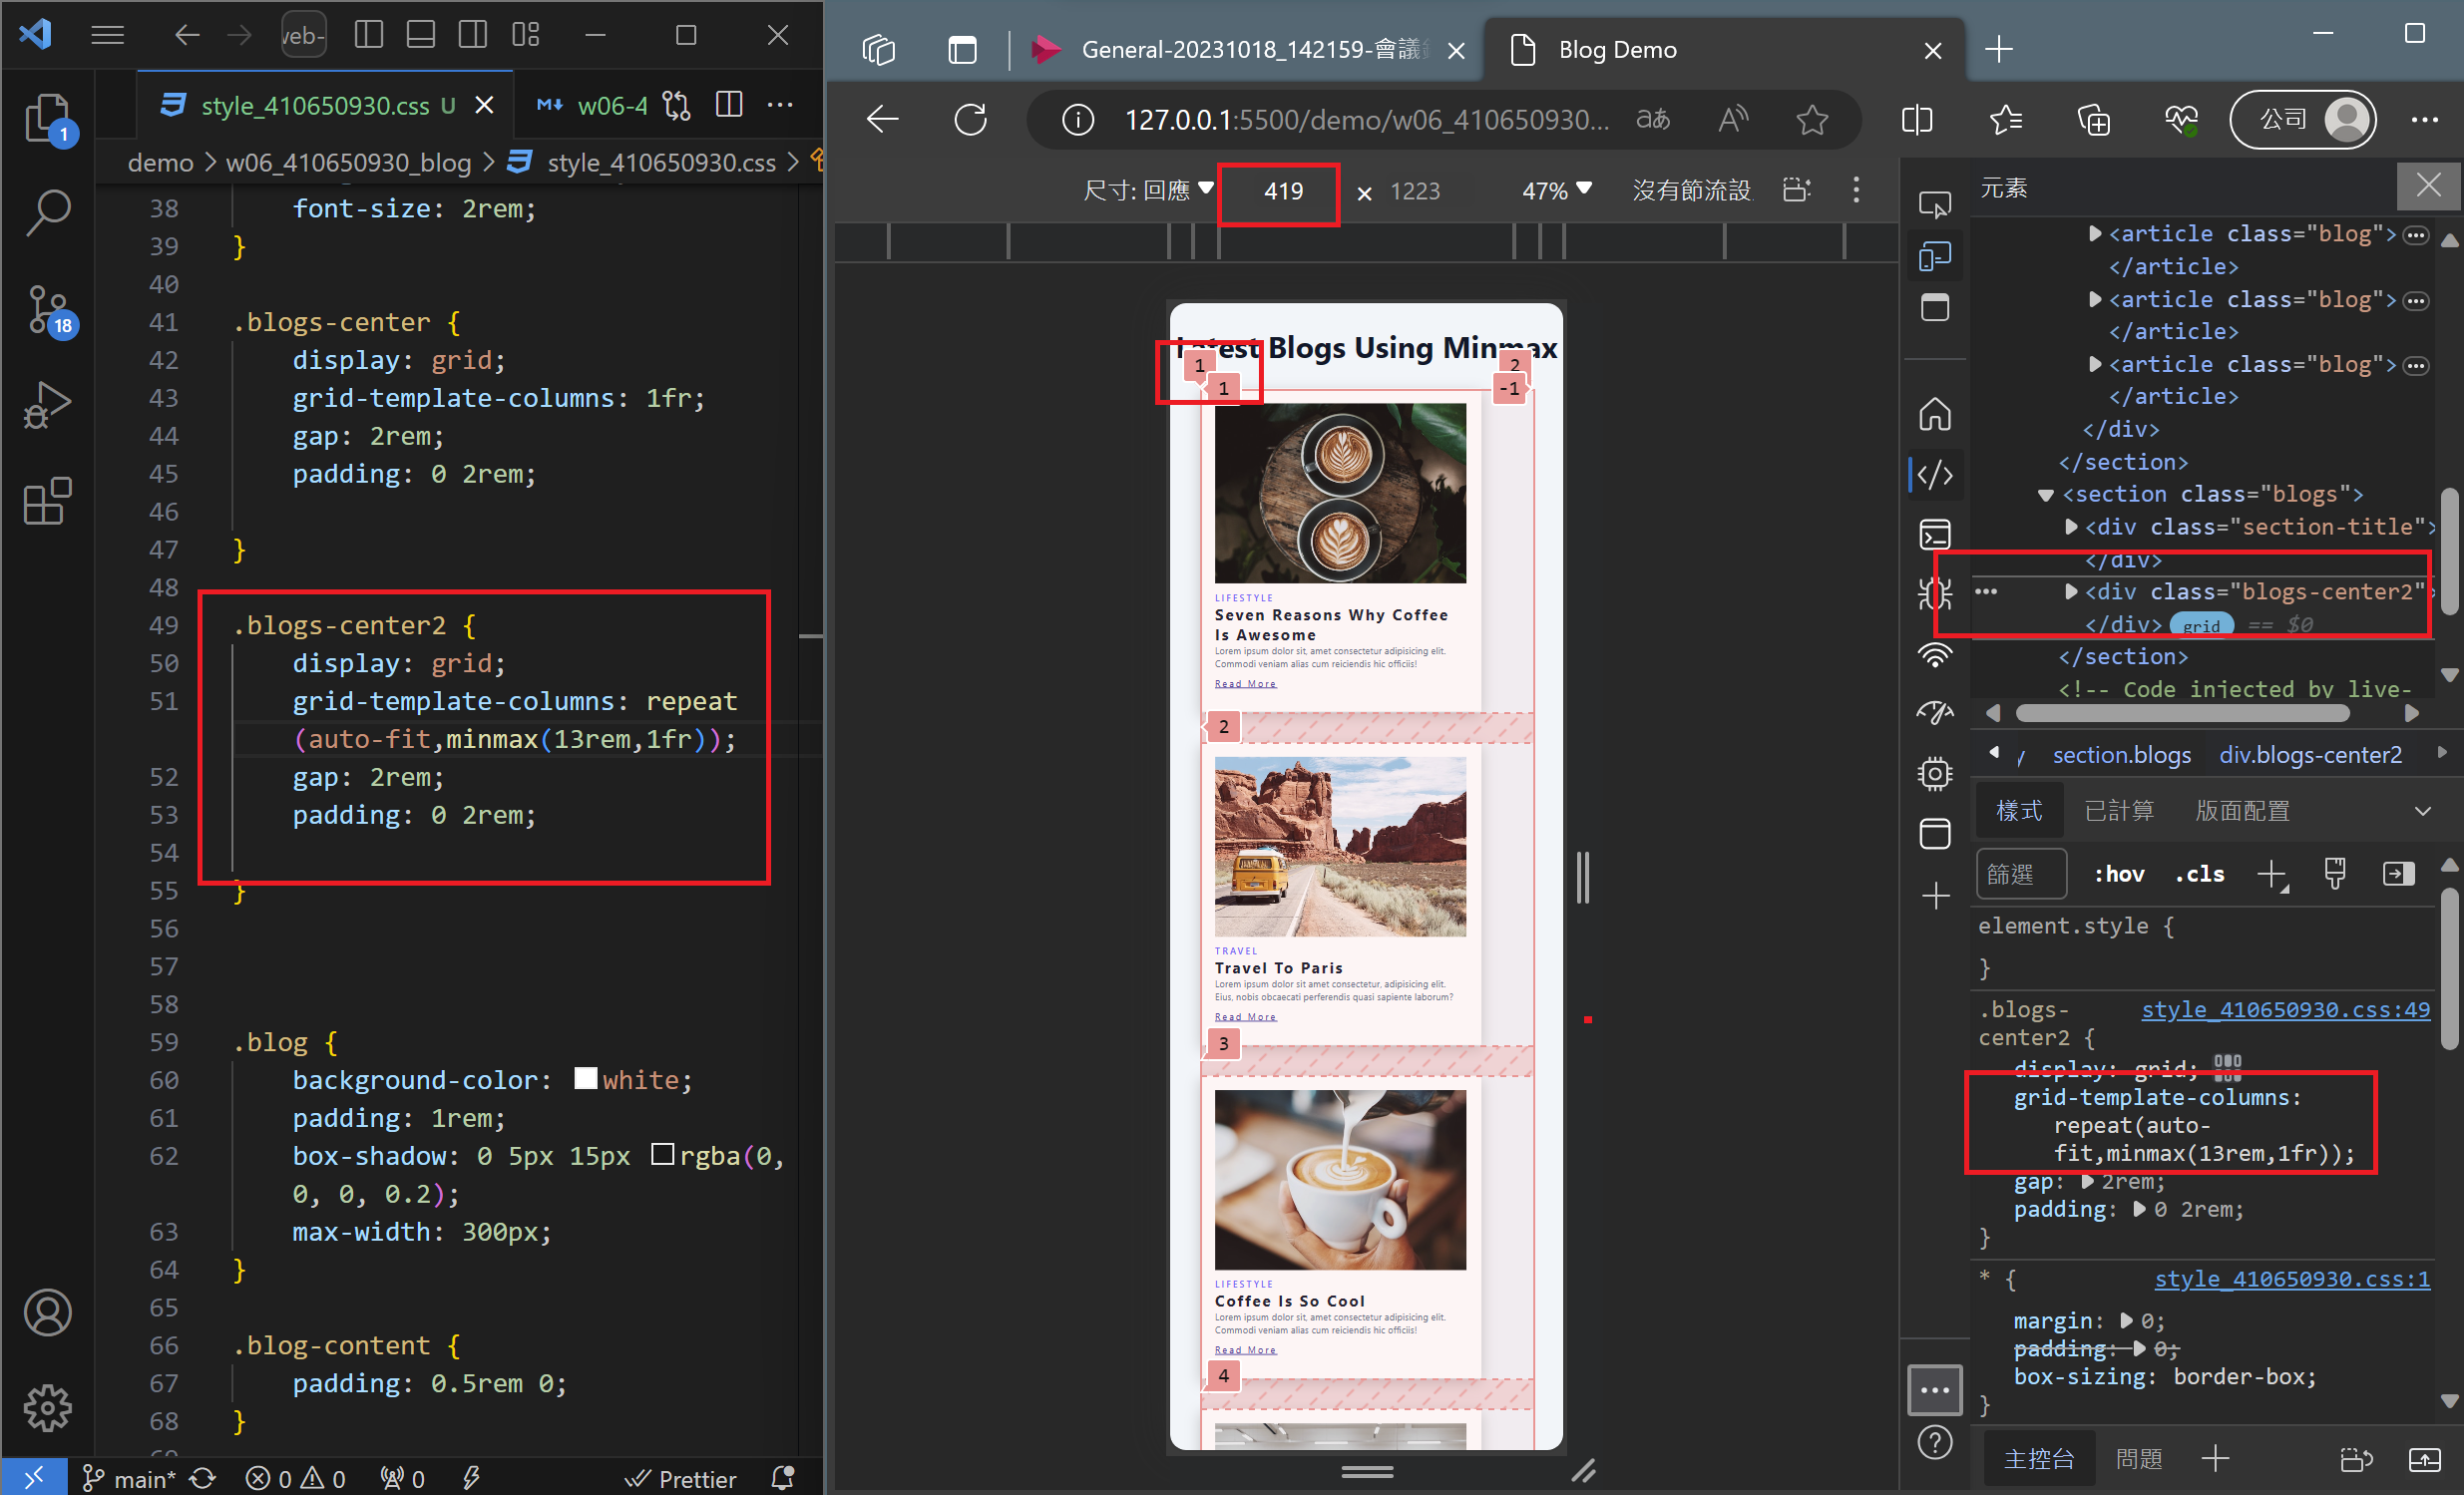 web-
style_410650930.css U
w06-4
demo > w06_410650930_blog > style_410650930.css >
38 font-size: 2rem;
39 }
40
41 .blogs-center {
42 display: grid;
43 grid-template-columns: 1fr;
44 gap: 2rem;
45 padding: 0 2rem;
46
47 }
48
49 .blogs-center2 {
50 display: grid;
51 grid-template-columns: repeat
(auto-fit,minmax(13rem,1fr));
52 gap: 2rem;
53 padding: 0 2rem;
54
55 }
56
57
58
59 .blog {
60 background-color: white;
61 padding: 1rem;
62 box-shadow: 0 5px 15px rgba(0,
0, 0, 0.2);
63 max-width: 300px;
64 }
65
66 .blog-content {
67 padding: 0.5rem 0;
68 }
1
18
main* 0 0 0 Prettier
General-20231018_142159-會議
Blog Demo
127.0.0.1:5500/demo/w06_410650930...
aあ
A
公司
尺寸: 回應 419 × 1223 47% 沒有節流設
Latest Blogs Using Minmax
1
1
2
-1
LIFESTYLE
Seven Reasons Why Coffee
Is Awesome
Lorem ipsum dolor sit, amet consectetur adipisicing elit.
Commodi veniam alias cum reiciendis hic officiis!
Read More
2
TRAVEL
Travel To Paris
Lorem ipsum dolor sit amet consectetur, adipisicing elit.
Eius, nobis obcaecati perferendis quasi sapiente laborum?
Read More
3
LIFESTYLE
Coffee Is So Cool
Lorem ipsum dolor sit, amet consectetur adipisicing elit.
Commodi veniam alias cum reiciendis hic officiis!
Read More
4
元素
<article class="blog">
</article>
<article class="blog">
</article>
<article class="blog">
</article>
</div>
</section>
<section class="blogs">
<div class="section-title">
</div>
<div class="blogs-center2">
</div> grid == $0
</section>
<!-- Code injected by live-
y section.blogs div.blogs-center2
樣式 已計算 版面配置
篩選 :hov .cls
element.style {
}
.blogs- style_410650930.css:49
center2 {
display: grid;
grid-template-columns:
repeat(auto-
fit,minmax(13rem,1fr));
gap: 2rem;
padding: 0 2rem;
}
* { style_410650930.css:1
margin: 0;
padding: 0;
box-sizing: border-box;
}
主控台 問題